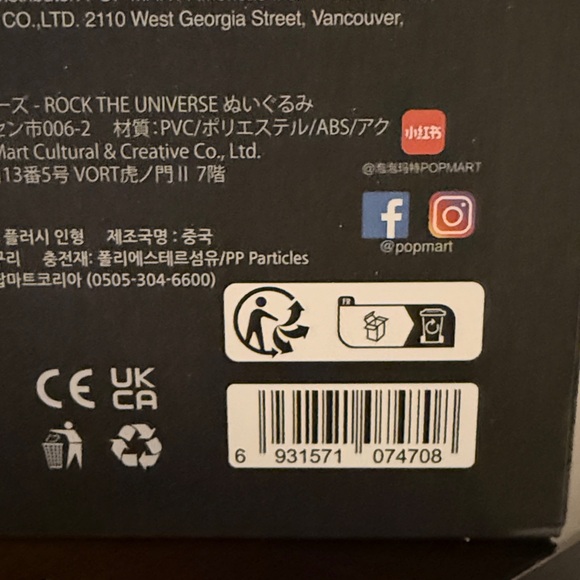 CO.,LTD. 2110 West Georgia Street, Vancouver,
ーズ - ROCK THE UNIVERSE ぬいぐるみ
セン市006-2 材質:PVC/ポリエステル/ABS/アク
Mart Cultural & Creative Co., Ltd.
13番5号 VORT虎ノ門Ⅱ 7階
小红书
@泡泡玛特POPMART
@popmart
플러시 인형 제조국명 : 중국
구리 충전재: 폴리에스테르섬유/PP Particles
팝마트코리아 (0505-304-6600)
FR
CE
UK
CA
6 931571 074708